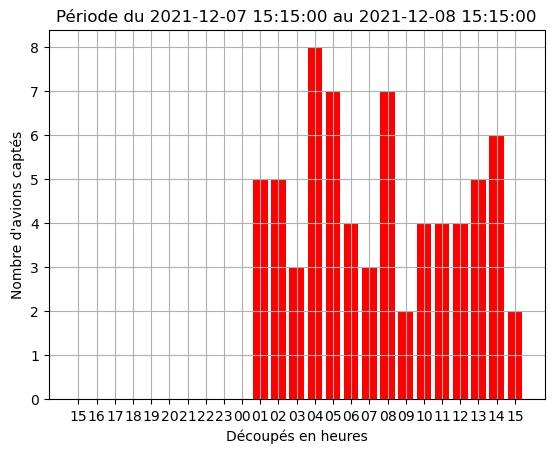 Période du 2021-12-07 15:15:00 au 2021-12-08 15:15:00
Nombre d'avions captés
8
7
6
5
4
3
2
1
0
15 16 17 18 19 20 21 22 23 00 01 02 03 04 05 06 07 08 09 10 11 12 13 14 15
Découpés en heures